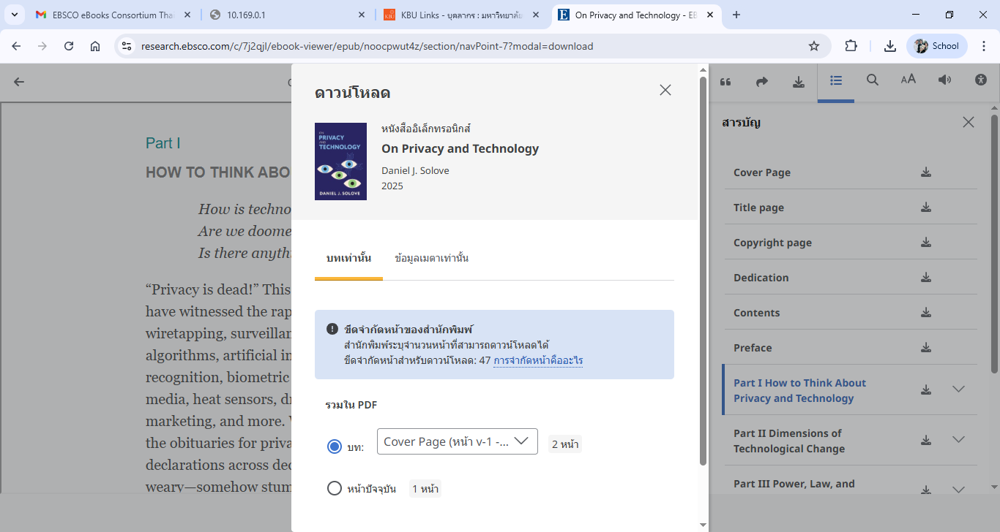 EBSCO eBooks Consortium Thai
10.169.0.1
KBU Links - บุคลากร : มหาวิทยาลัย
On Privacy and Technology - EB
research.ebsco.com/c/7j2qjl/ebook-viewer/epub/noocpwut4z/section/navPoint-7?modal=download
School
ดาวน์โหลด
ON
PRIVACY
AND
TECHNOLOGY
DANIEL J. SOLOVE
หนังสืออิเล็กทรอนิกส์
On Privacy and Technology
Daniel J. Solove
2025
บทเท่านั้น
ข้อมูลเมตาเท่านั้น
ขีดจำกัดหน้าของสำนักพิมพ์
สำนักพิมพ์ระบุจำนวนหน้าที่สามารถดาวน์โหลดได้
ขีดจำกัดหน้าสำหรับดาวน์โหลด: 47 การจำกัดหน้าคืออะไร
รวมใน PDF
บท:
Cover Page (หน้า v-1 -...
2 หน้า
หน้าปัจจุบัน
1 หน้า
Part I
HOW TO THINK ABO
How is techno
Are we doome
Is there anythi
“Privacy is dead!” This
have witnessed the rap
wiretapping, surveillan
algorithms, artificial in
recognition, biometric
media, heat sensors, dr
marketing, and more. W
the obituaries for priva
declarations across dec
weary—somehow stum
AA
สารบัญ
Cover Page
Title page
Copyright page
Dedication
Contents
Preface
Part I How to Think About
Privacy and Technology
Part II Dimensions of
Technological Change
Part III Power, Law, and